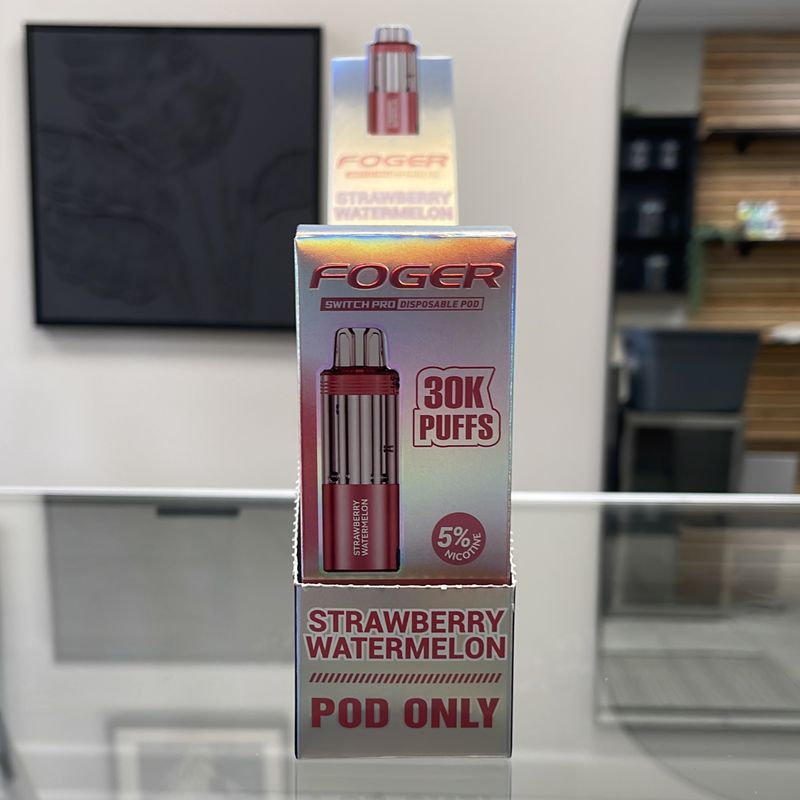 FOGER
STRAWBERRY
WATERMELON
FOGER
SWITCH PRO DISPOSABLE POD
30K
PUFFS
STRAWBERRY
WATERMELON
5%
NICOTINE
STRAWBERRY
WATERMELON
POD ONLY